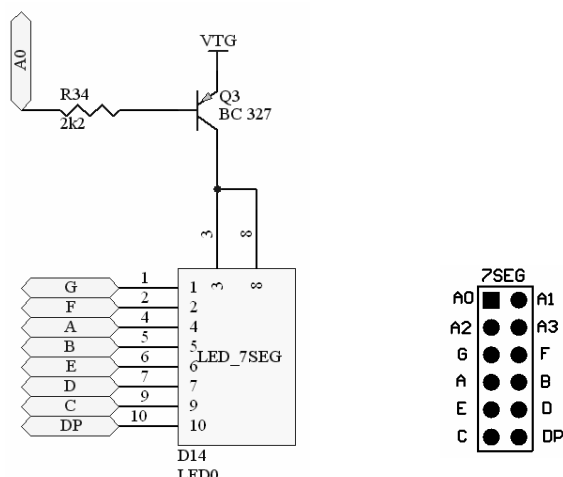 A0
VTG
R34
2k2
Q3
BC 327
3 8
3 8
G 1 1
F 2 2
A 4 4
B 5 5
E 6 6
D 7 7
C 9 9
DP 10 10
LED_7SEG
D14
LED0
7SEG
A0 A1
A2 A3
G F
A B
E D
C DP